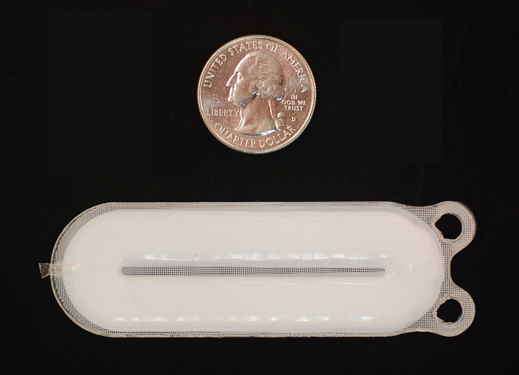 UNITED STATES OF AMERICA
LIBERTY
IN
GOD WE
TRUST
D
QUARTER DOLLAR